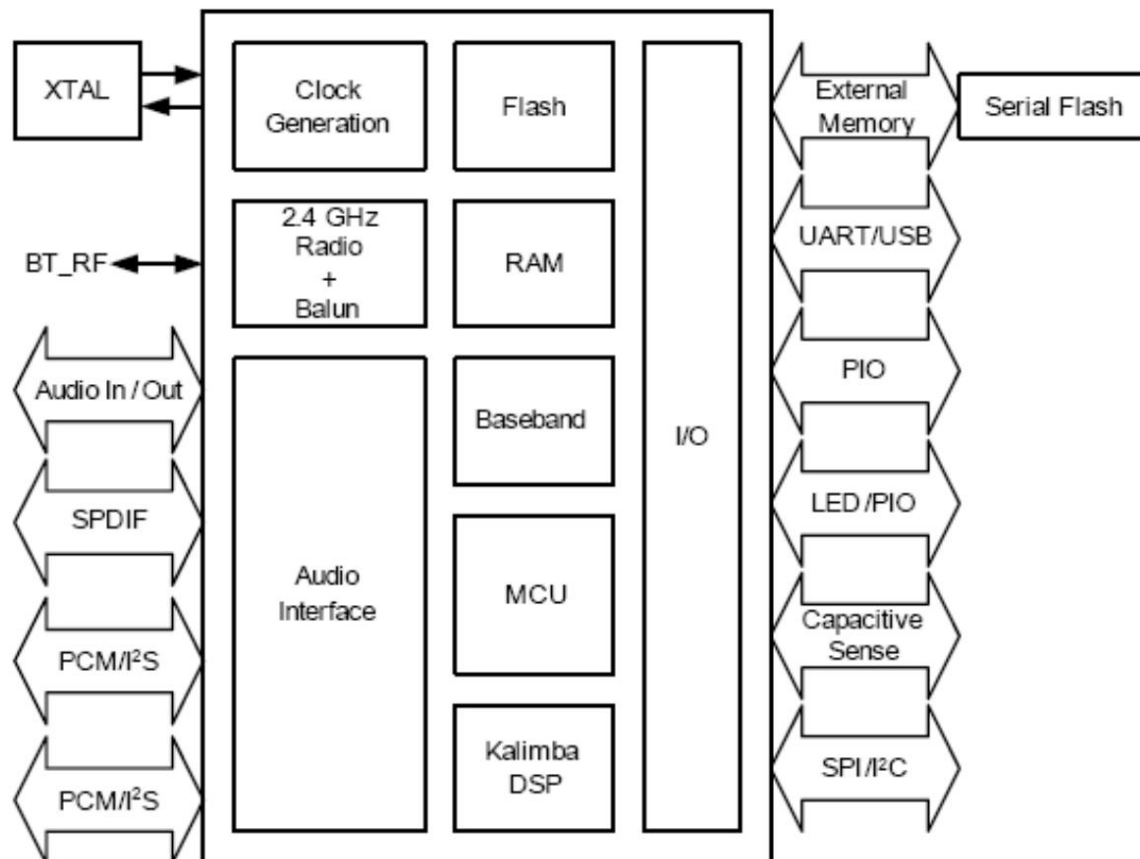 XTAL
Clock
Generation
Flash
External
Memory
Serial Flash
BT_RF
2.4 GHz
Radio
+
Balun
RAM
UART/USB
Audio In / Out
Baseband
I/O
PIO
SPDIF
Audio
Interface
MCU
LED/PIO
PCM/I²S
Capacitive
Sense
PCM/I²S
Kalimba
DSP
SPI/I²C